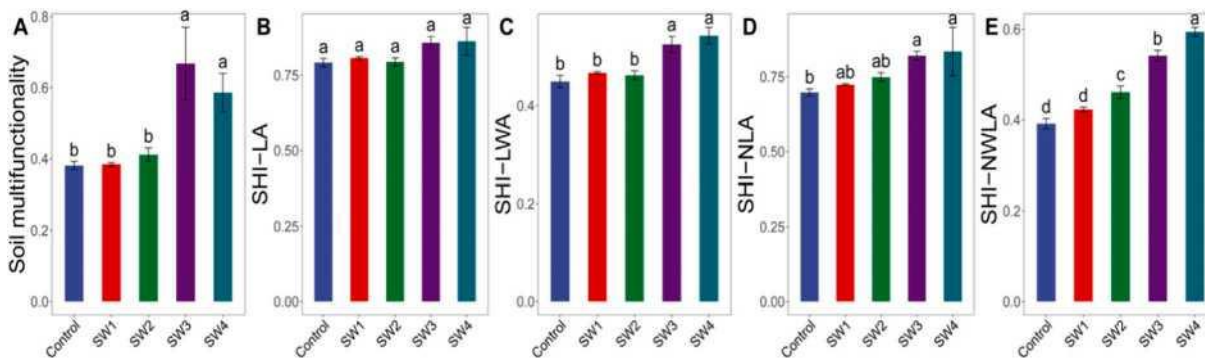 A
Soil multifunctionality
0.8
0.6
0.4
0.2
0.0
b
b
b
a
a
Control
SW1
SW2
SW3
SW4
B
SHI−LA
0.75
0.50
0.25
0.00
a
a
a
a
a
Control
SW1
SW2
SW3
SW4
C
SHI−LWA
0.4
0.2
0.0
b
b
b
a
a
Control
SW1
SW2
SW3
SW4
D
SHI−NLA
0.75
0.50
0.25
0.00
b
ab
ab
a
a
Control
SW1
SW2
SW3
SW4
E
SHI−NWLA
0.6
0.4
0.2
0.0
d
d
c
b
a
Control
SW1
SW2
SW3
SW4